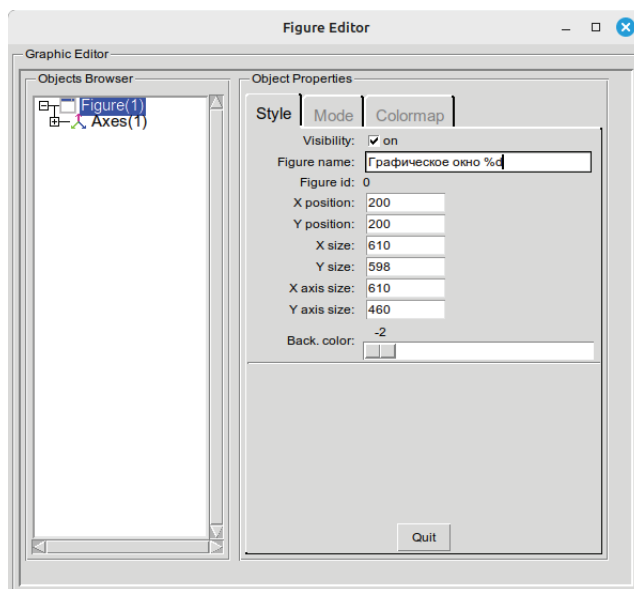 Figure Editor
Graphic Editor
Objects Browser
Figure(1)
Axes(1)
Object Properties
Style Mode Colormap
Visibility: on
Figure name: Графическое окно %d
Figure id: 0
X position: 200
Y position: 200
X size: 610
Y size: 598
X axis size: 610
Y axis size: 460
-2
Back. color:
Quit